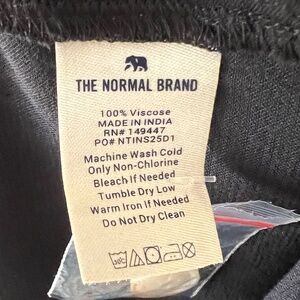 THE NORMAL BRAND
100% Viscose
MADE IN INDIA
RN# 149447
PO# NTINS25D1
Machine Wash Cold
Only Non-Chlorine
Bleach If Needed
Tumble Dry Low
Warm Iron If Needed
Do Not Dry Clean